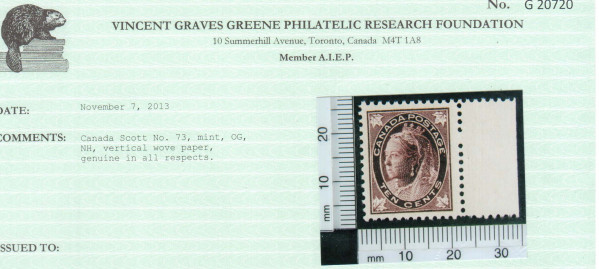 No. G 20720
VINCENT GRAVES GREENE PHILATELIC RESEARCH FOUNDATION
10 Summerhill Avenue, Toronto, Canada M4T 1A8
Member A.I.E.P.
DATE: November 7, 2013
COMMENTS: Canada Scott No. 73, mint, OG,
NH, vertical wove paper,
genuine in all respects.
CANADA POSTAGE
TEN CENTS
mm 10 20
mm 10 20 30
ISSUED TO: